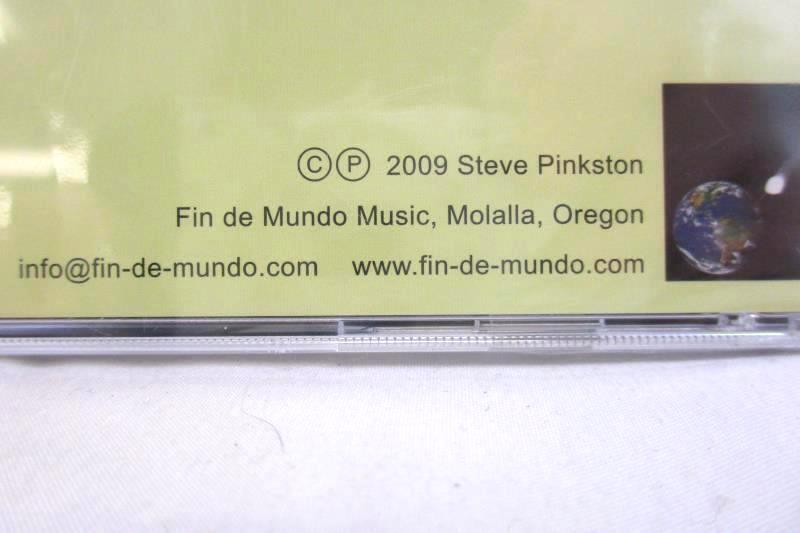 ©℗ 2009 Steve Pinkston
Fin de Mundo Music, Molalla, Oregon
info@fin-de-mundo.com www.fin-de-mundo.com